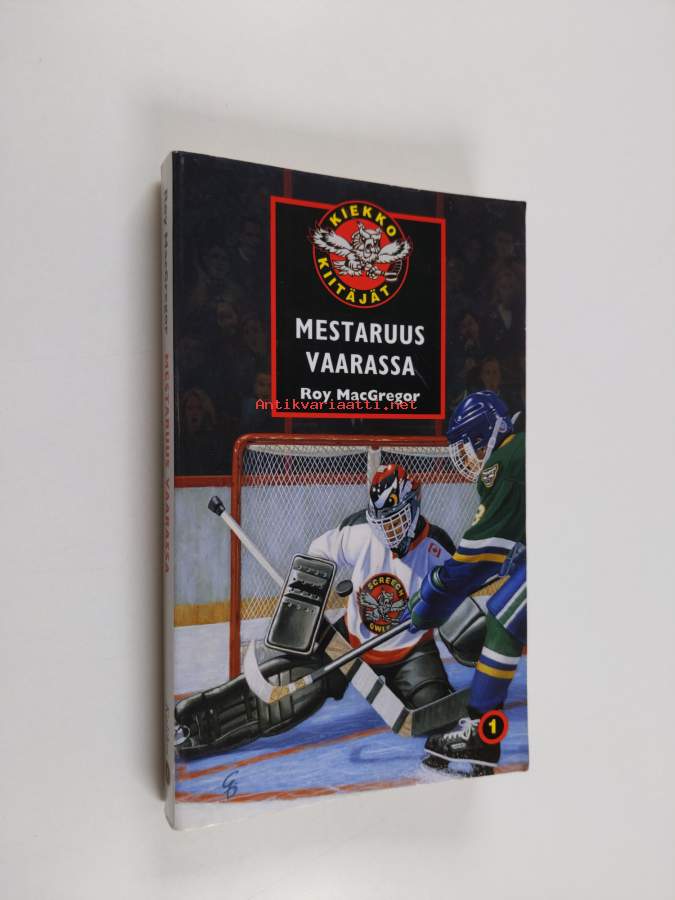 KIEKKO
KIITÄJÄT
MESTARUUS
VAARASSA
Roy MacGregor
Antikvariaatti.net
SCREECH
OWLS
1
Roy MacGregor MESTARUUS VAARASSA